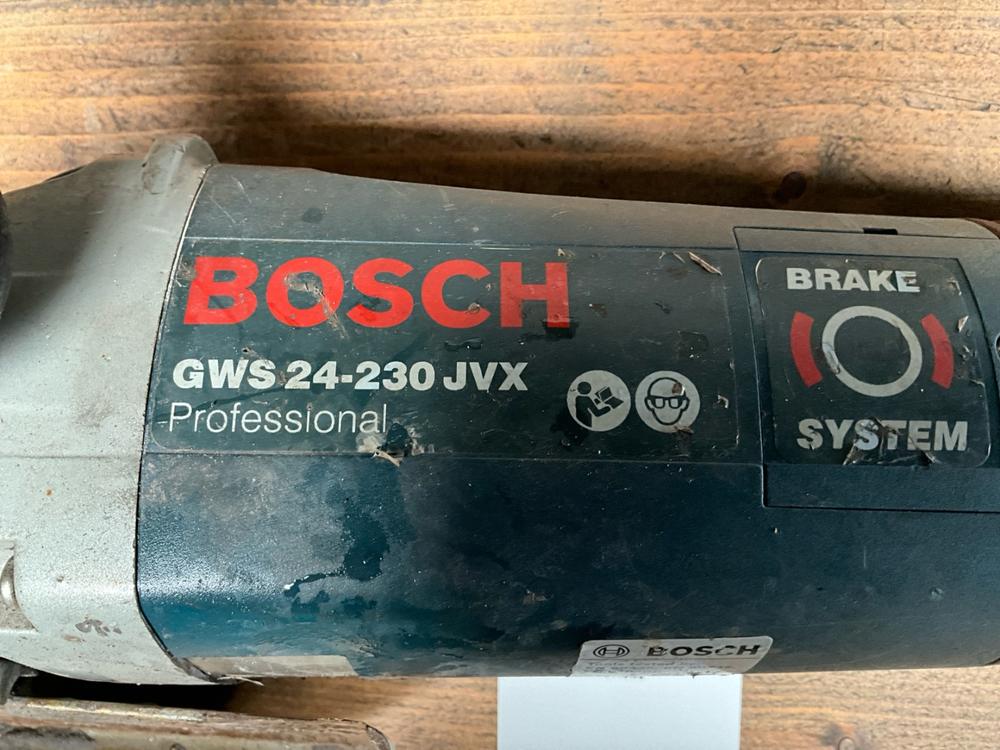 BOSCH
GWS 24-230 JVX
Professional
BRAKE
SYSTEM
BOSCH